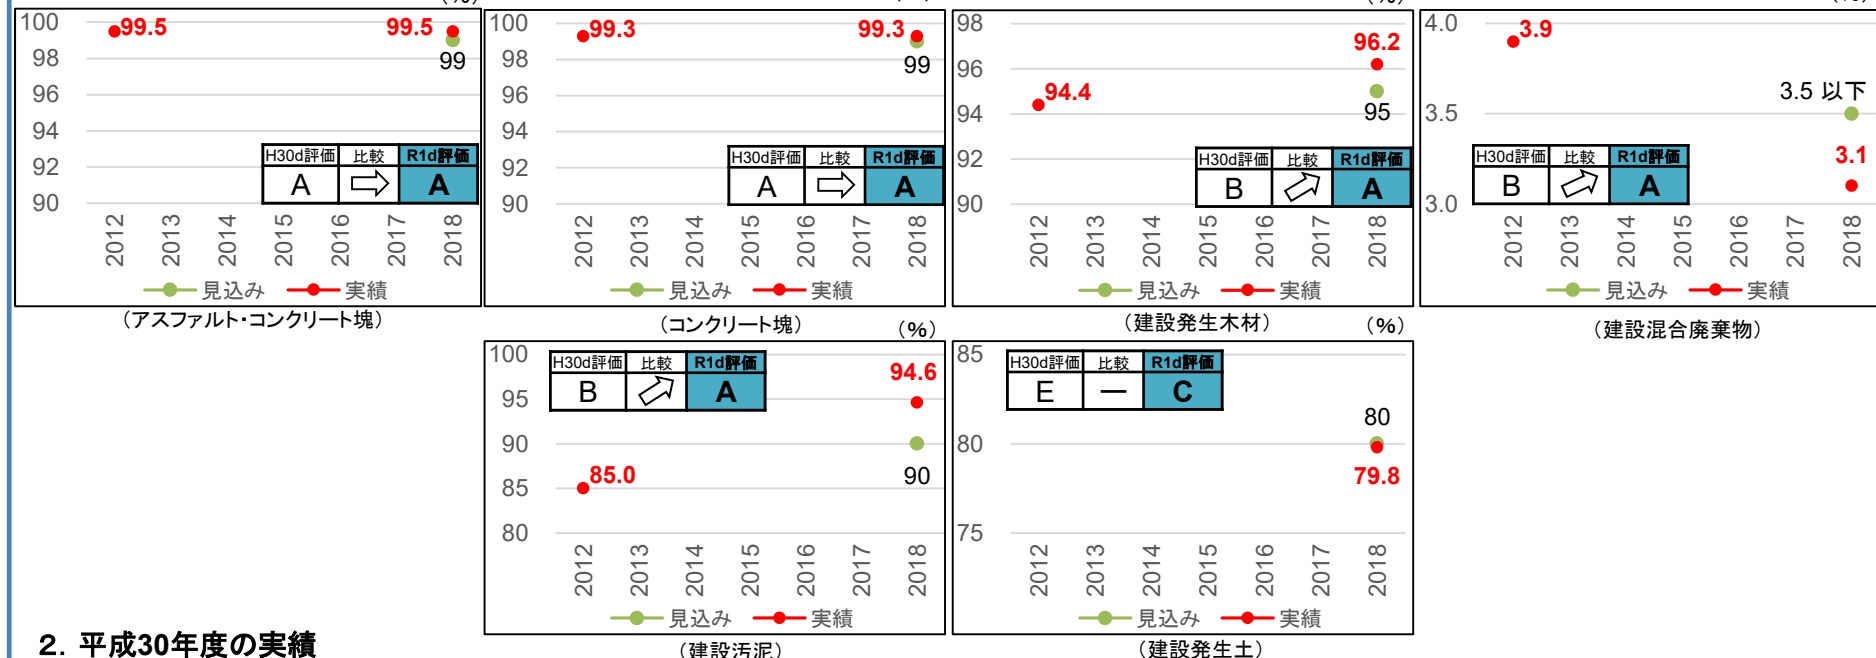 (%)
(%)
100
98
96
94
92
90
99.5
99.5
99
H30d評価 比較 R1d評価
A ⇨ A
2012 2013 2014 2015 2016 2017 2018
見込み 実績
（アスファルト・コンクリート塊）
100
98
96
94
92
90
99.3
99.3
99
H30d評価 比較 R1d評価
A ⇨ A
2012 2013 2014 2015 2016 2017 2018
見込み 実績
（コンクリート塊）
98
96
94
92
90
94.4
96.2
95
H30d評価 比較 R1d評価
B A
2012 2013 2014 2015 2016 2017 2018
見込み 実績
（建設発生木材）
4.0
3.5
3.0
3.9
3.5 以下
3.1
H30d評価 比較 R1d評価
B A
2012 2013 2014 2015 2016 2017 2018
見込み 実績
（建設混合廃棄物）
（%）
100
95
90
85
80
H30d評価 比較 R1d評価
B A
85.0
94.6
90
2012 2013 2014 2015 2016 2017 2018
見込み 実績
（建設汚泥）
（%）
85
80
75
H30d評価 比較 R1d評価
E － C
80
79.8
2012 2013 2014 2015 2016 2017 2018
見込み 実績
（建設発生土）
２．平成30年度の実績